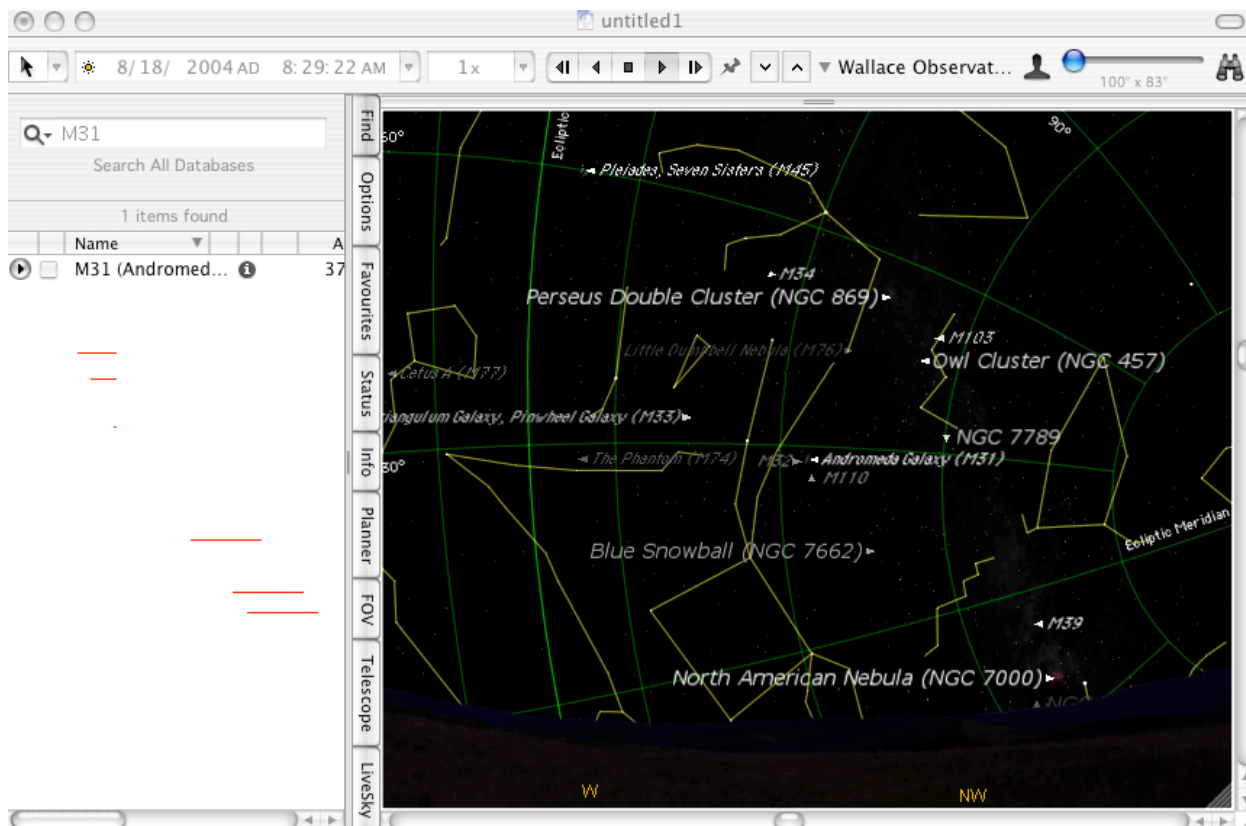 untitled1
8/18/ 2004 AD 8:29:22 AM 1x Wallace Observat...
100° x 83°
M31
Search All Databases
1 items found
Name A
M31 (Andromed... 37
Find
Options
Favourites
Status
Info
Planner
FOV
Telescope
LiveSky
60°
Ecliptic
90°
Pleiades, Seven Sisters (M45)
M34
Perseus Double Cluster (NGC 869)
M103
Little Dumbbell Nebula (M76)
Owl Cluster (NGC 457)
Cetus A (M77)
riangulum Galaxy, Pinwheel Galaxy (M33)
NGC 7789
30°
The Phantom (M74)
M32
Andromeda Galaxy (M31)
M110
Ecliptic Meridian
Blue Snowball (NGC 7662)
M39
North American Nebula (NGC 7000)
NGC
W
NW